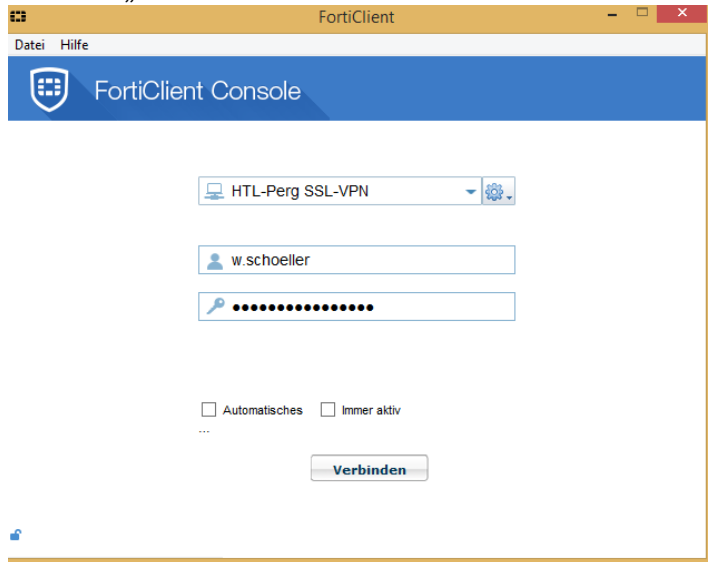 „
FortiClient
Datei Hilfe
FortiClient Console
HTL-Perg SSL-VPN
w.schoeller
••••••••••••••••
Automatisches Immer aktiv
...
Verbinden